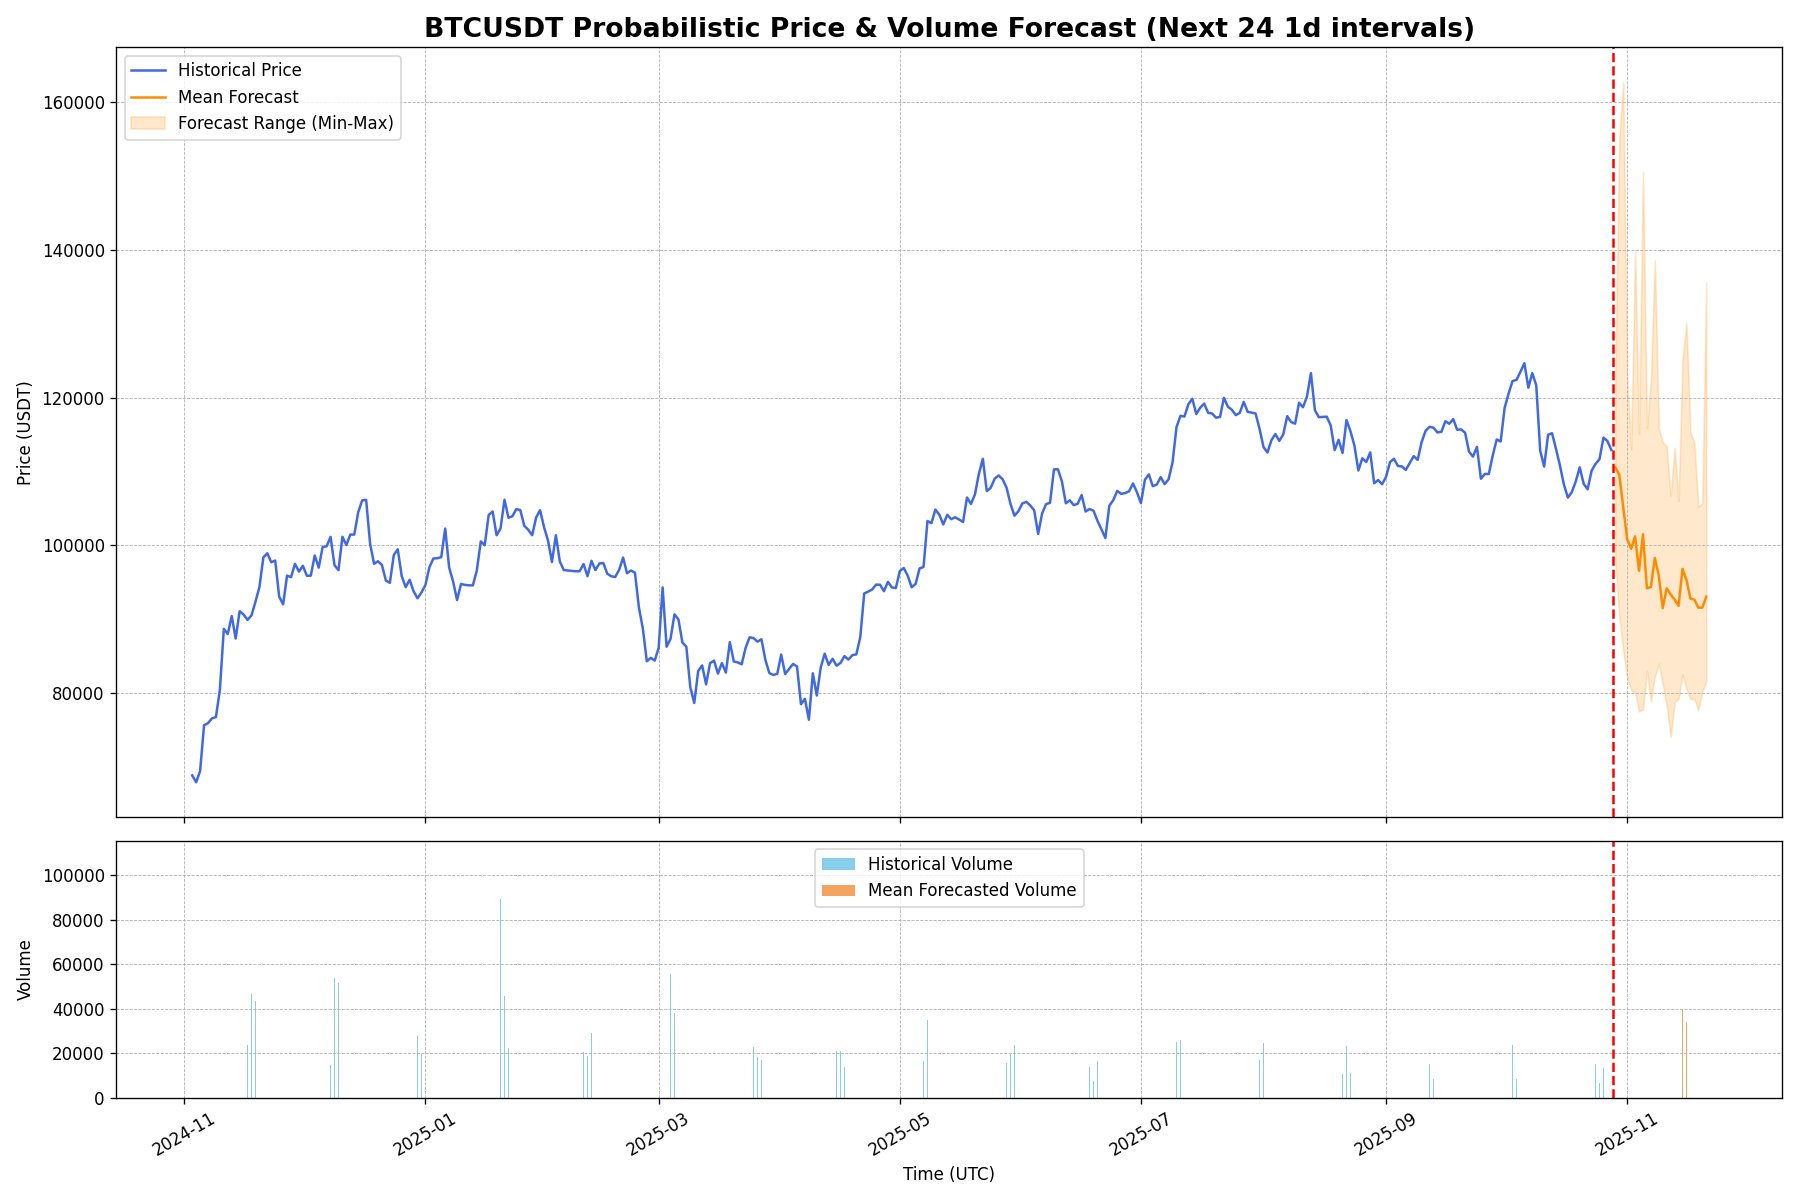 BTCUSDT Probabilistic Price & Volume Forecast (Next 24 1d intervals)
Historical Price
Mean Forecast
Forecast Range (Min-Max)
Price (USDT)
160000
140000
120000
100000
80000
Historical Volume
Mean Forecasted Volume
Volume
100000
80000
60000
40000
20000
0
2024-11
2025-01
2025-03
2025-05
2025-07
2025-09
2025-11
Time (UTC)